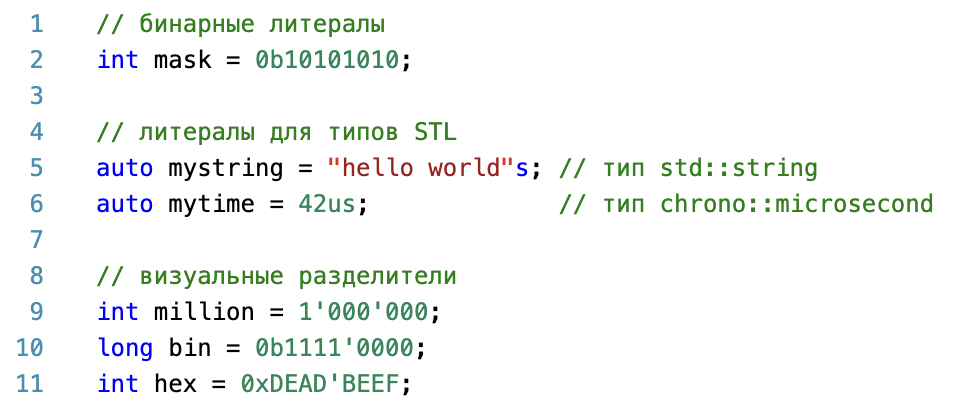 1 // бинарные литералы
2 int mask = 0b10101010;
3
4 // литералы для типов STL
5 auto mystring = "hello world"s; // тип std::string
6 auto mytime = 42us;             // тип chrono::microsecond
7
8 // визуальные разделители
9 int million = 1'000'000;
10 long bin = 0b1111'0000;
11 int hex = 0xDEAD'BEEF;